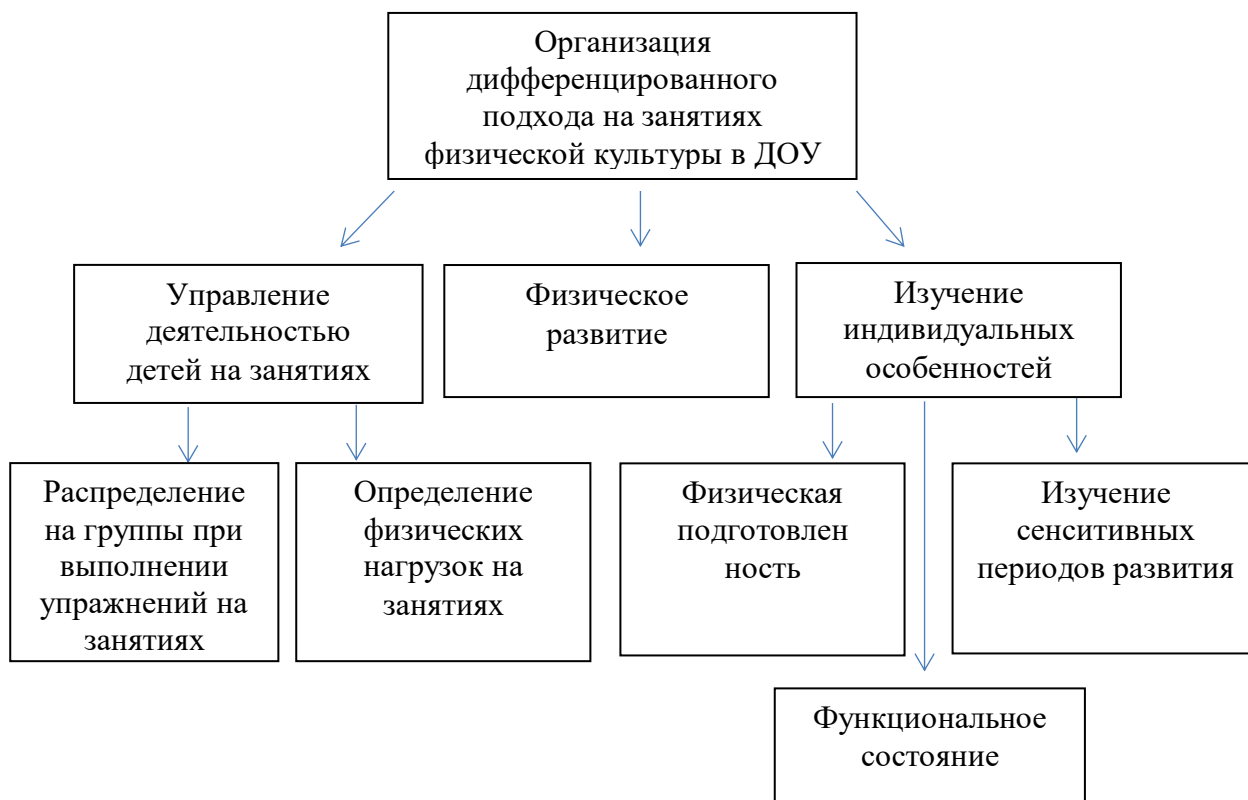 Организация
дифференцированного
подхода на занятиях
физической культуры в ДОУ
Управление
деятельностью
детей на занятиях
Физическое
развитие
Изучение
индивидуальных
особенностей
Распределение
на группы при
выполнении
упражнений на
занятиях
Определение
физических
нагрузок на
занятиях
Физическая
подготовлен
ность
Изучение
сенситивных
периодов развития
Функциональное
состояние